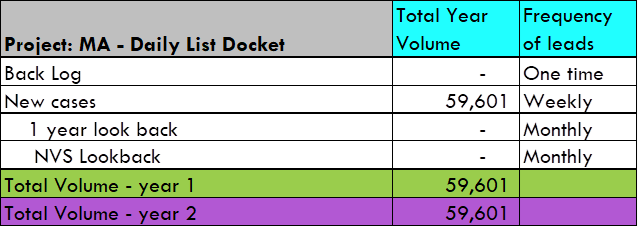 Project: MA - Daily List Docket Total Year Volume Frequency of leads
Back Log - One time
New cases 59,601 Weekly
1 year look back - Monthly
NVS Lookback - Monthly
Total Volume - year 1 59,601
Total Volume - year 2 59,601